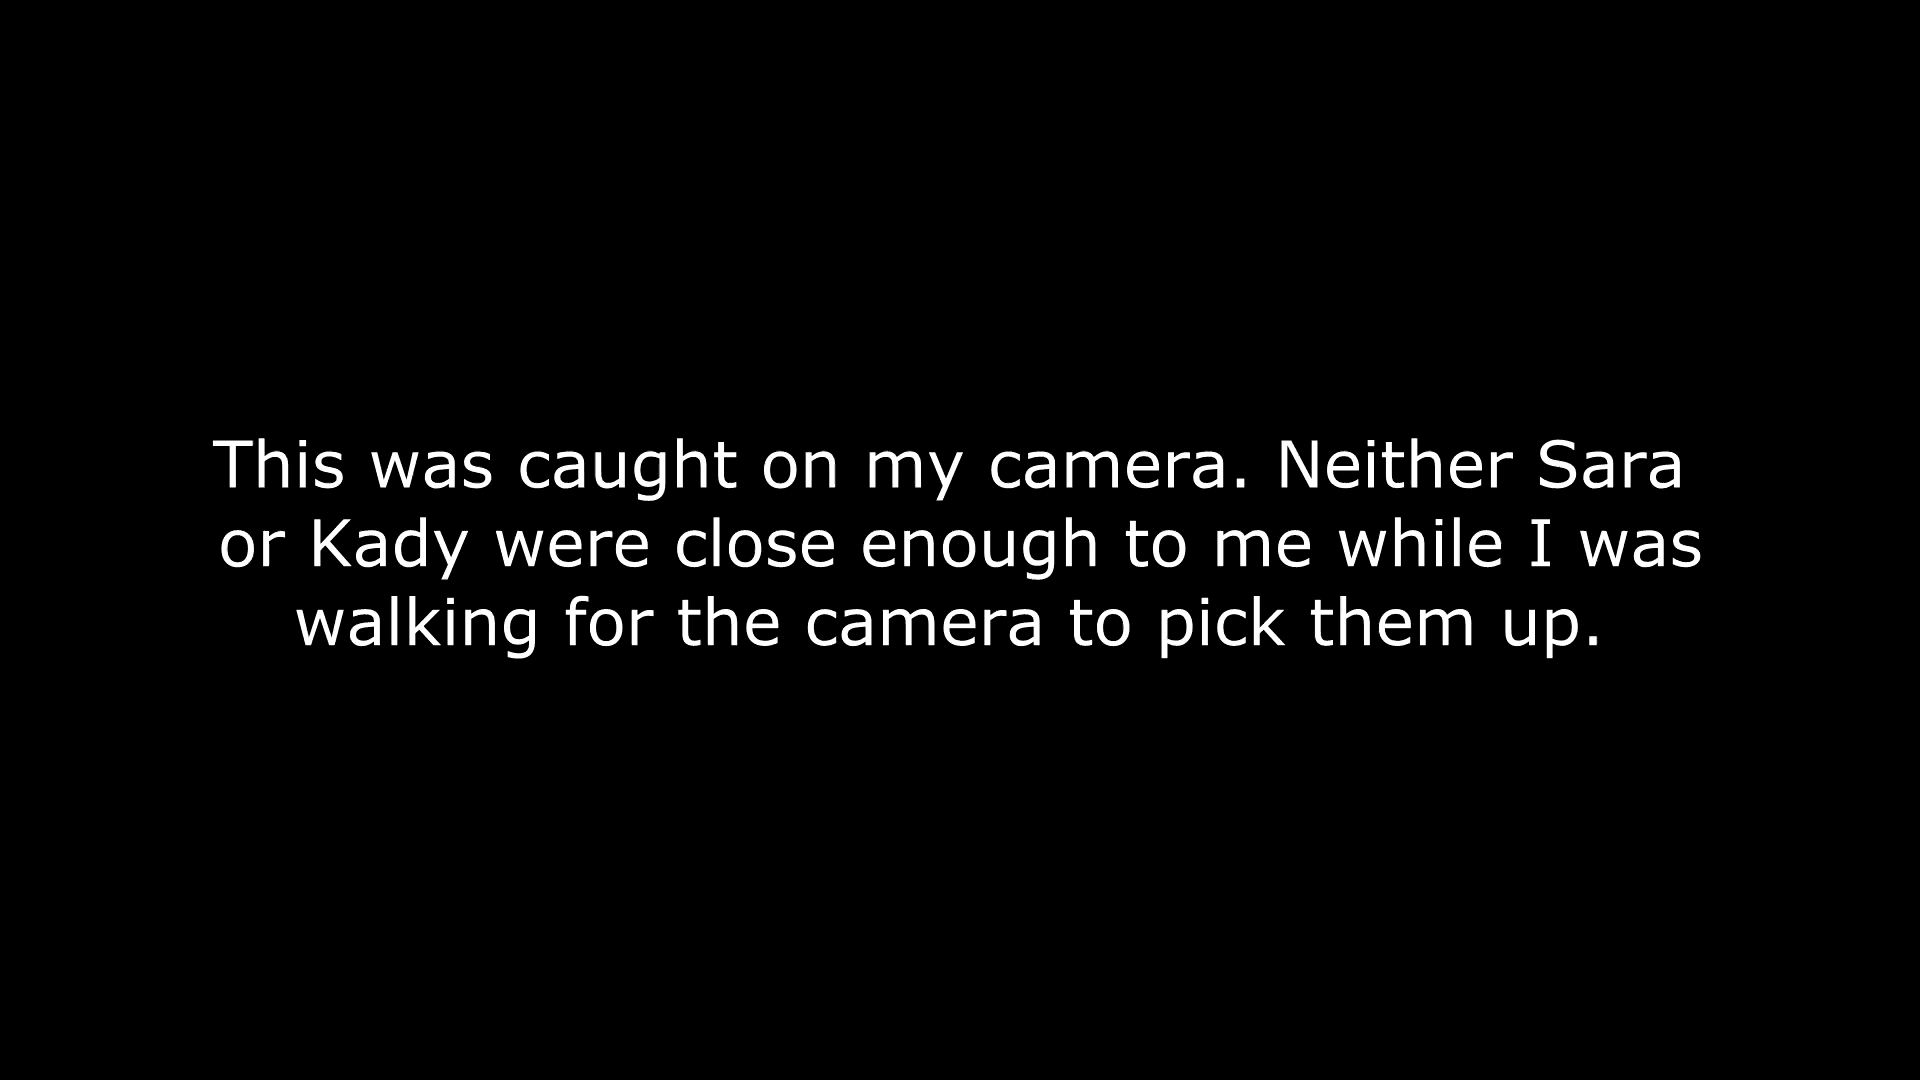 This was caught on my camera. Neither Sara
or Kady were close enough to me while I was
walking for the camera to pick them up.